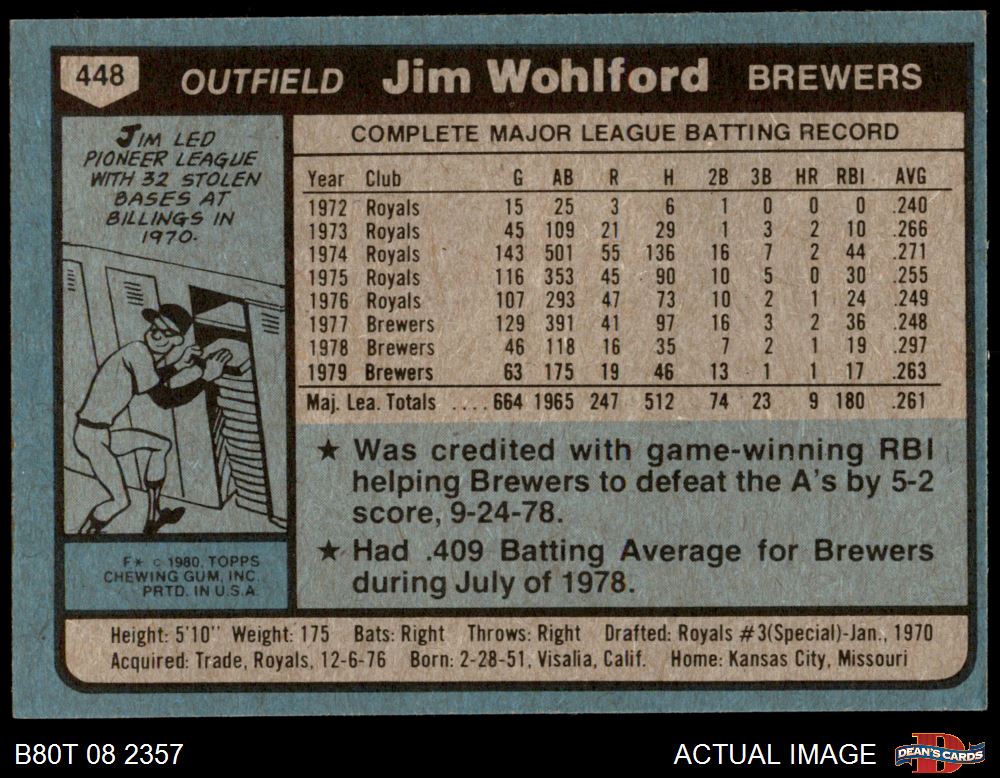 448 OUTFIELD Jim Wohlford BREWERS
JIM LED
PIONEER LEAGUE
WITH 32 STOLEN
BASES AT
BILLINGS IN
1970.
F* © 1980, TOPPS
CHEWING GUM, INC.
PRTD. IN U.S.A.
COMPLETE MAJOR LEAGUE BATTING RECORD
Year Club G AB R H 2B 3B HR RBI AVG
1972 Royals 15 25 3 6 1 0 0 0 .240
1973 Royals 45 109 21 29 1 3 2 10 .266
1974 Royals 143 501 55 136 16 7 2 44 .271
1975 Royals 116 353 45 90 10 5 0 30 .255
1976 Royals 107 293 47 73 10 2 1 24 .249
1977 Brewers 129 391 41 97 16 3 2 36 .248
1978 Brewers 46 118 16 35 7 2 1 19 .297
1979 Brewers 63 175 19 46 13 1 1 17 .263
Maj. Lea. Totals ....664 1965 247 512 74 23 9 180 .261
★ Was credited with game-winning RBI
helping Brewers to defeat the A's by 5-2
score, 9-24-78.
★ Had .409 Batting Average for Brewers
during July of 1978.
Height: 5'10" Weight: 175 Bats: Right Throws: Right Drafted: Royals #3(Special)-Jan., 1970
Acquired: Trade, Royals, 12-6-76 Born: 2-28-51, Visalia, Calif. Home: Kansas City, Missouri
B80T 08 2357 ACTUAL IMAGE DEAN'S CARDS